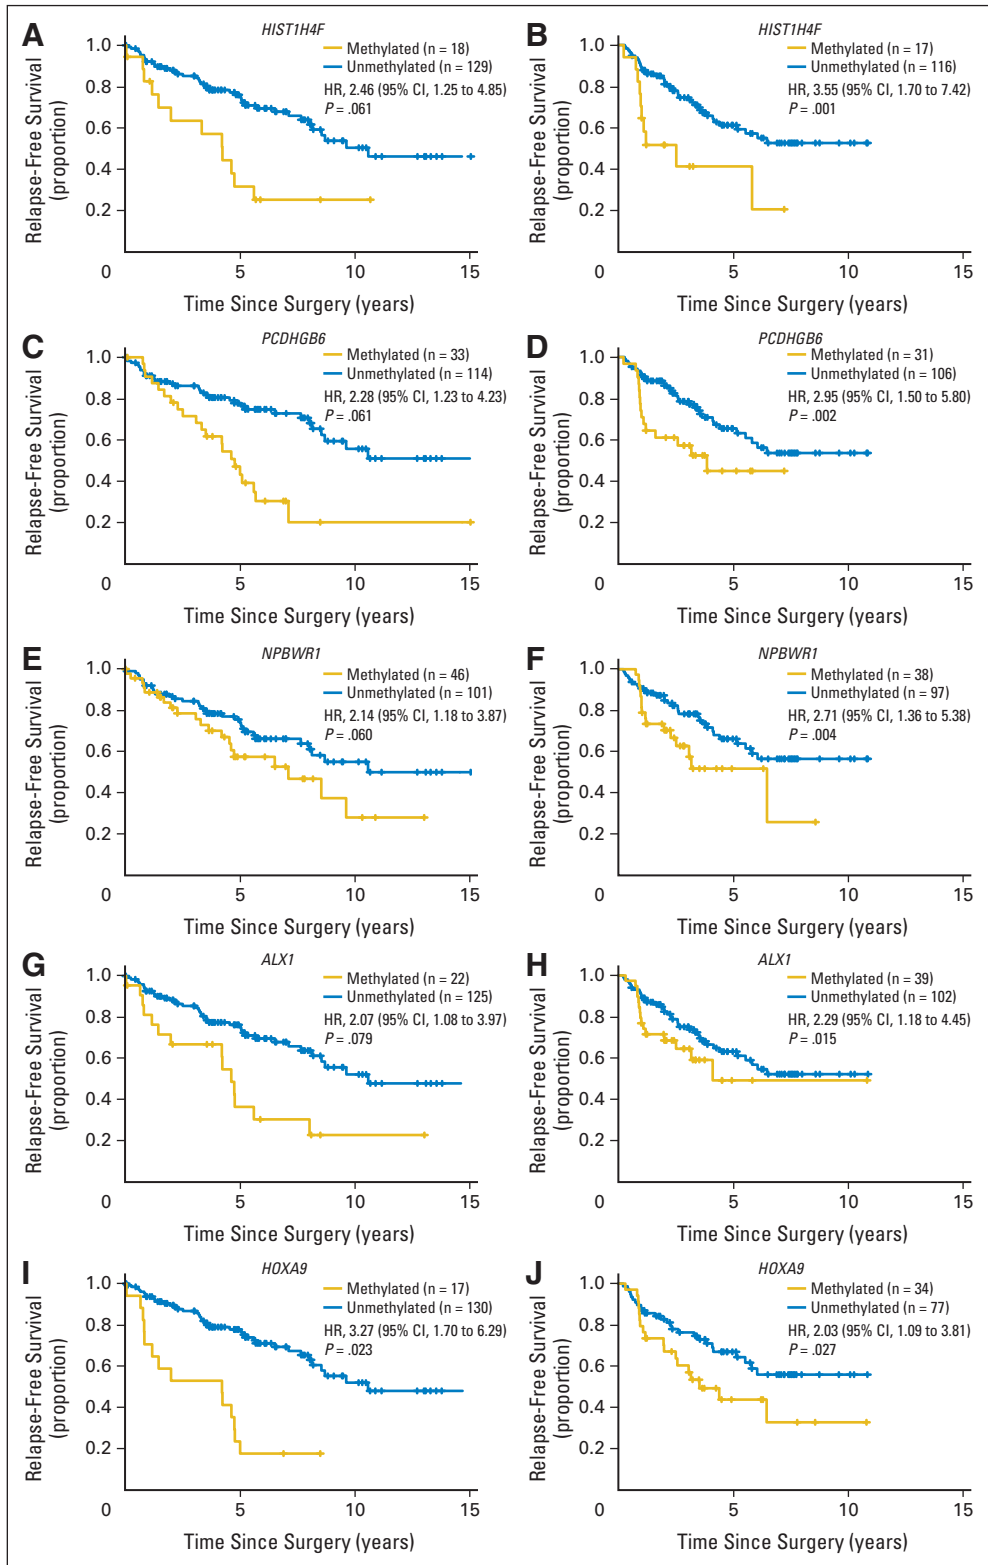 A
HIST1H4F
Methylated (n = 18)
Unmethylated (n = 129)
HR, 2.46 (95% CI, 1.25 to 4.85)
P = .061
Relapse-Free Survival
(proportion)
1.0
0.8
0.6
0.4
0.2
0
5
10
15
Time Since Surgery (years)
B
HIST1H4F
Methylated (n = 17)
Unmethylated (n = 116)
HR, 3.55 (95% CI, 1.70 to 7.42)
P = .001
Relapse-Free Survival
(proportion)
1.0
0.8
0.6
0.4
0.2
0
5
10
15
Time Since Surgery (years)
C
PCDHGB6
Methylated (n = 33)
Unmethylated (n = 114)
HR, 2.28 (95% CI, 1.23 to 4.23)
P = .061
Relapse-Free Survival
(proportion)
1.0
0.8
0.6
0.4
0.2
0
5
10
15
Time Since Surgery (years)
D
PCDHGB6
Methylated (n = 31)
Unmethylated (n = 106)
HR, 2.95 (95% CI, 1.50 to 5.80)
P = .002
Relapse-Free Survival
(proportion)
1.0
0.8
0.6
0.4
0.2
0
5
10
15
Time Since Surgery (years)
E
NPBWR1
Methylated (n = 46)
Unmethylated (n = 101)
HR, 2.14 (95% CI, 1.18 to 3.87)
P = .060
Relapse-Free Survival
(proportion)
1.0
0.8
0.6
0.4
0.2
0
5
10
15
Time Since Surgery (years)
F
NPBWR1
Methylated (n = 38)
Unmethylated (n = 97)
HR, 2.71 (95% CI, 1.36 to 5.38)
P = .004
Relapse-Free Survival
(proportion)
1.0
0.8
0.6
0.4
0.2
0
5
10
15
Time Since Surgery (years)
G
ALX1
Methylated (n = 22)
Unmethylated (n = 125)
HR, 2.07 (95% CI, 1.08 to 3.97)
P = .079
Relapse-Free Survival
(proportion)
1.0
0.8
0.6
0.4
0.2
0
5
10
15
Time Since Surgery (years)
H
ALX1
Methylated (n = 39)
Unmethylated (n = 102)
HR, 2.29 (95% CI, 1.18 to 4.45)
P = .015
Relapse-Free Survival
(proportion)
1.0
0.8
0.6
0.4
0.2
0
5
10
15
Time Since Surgery (years)
I
HOXA9
Methylated (n = 17)
Unmethylated (n = 130)
HR, 3.27 (95% CI, 1.70 to 6.29)
P = .023
Relapse-Free Survival
(proportion)
1.0
0.8
0.6
0.4
0.2
0
5
10
15
Time Since Surgery (years)
J
HOXA9
Methylated (n = 34)
Unmethylated (n = 77)
HR, 2.03 (95% CI, 1.09 to 3.81)
P = .027
Relapse-Free Survival
(proportion)
1.0
0.8
0.6
0.4
0.2
0
5
10
15
Time Since Surgery (years)